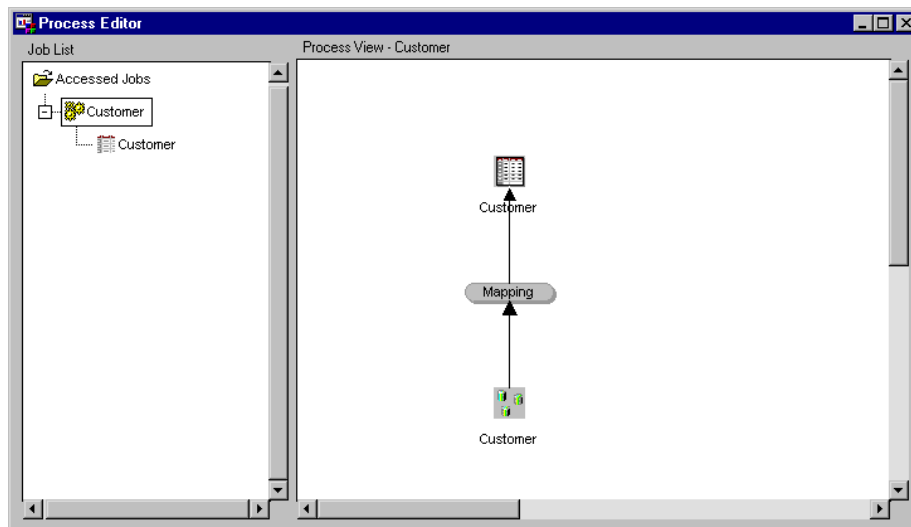 Process Editor
Job List
Accessed Jobs
Customer
Customer
Process View - Customer
Customer
Mapping
Customer